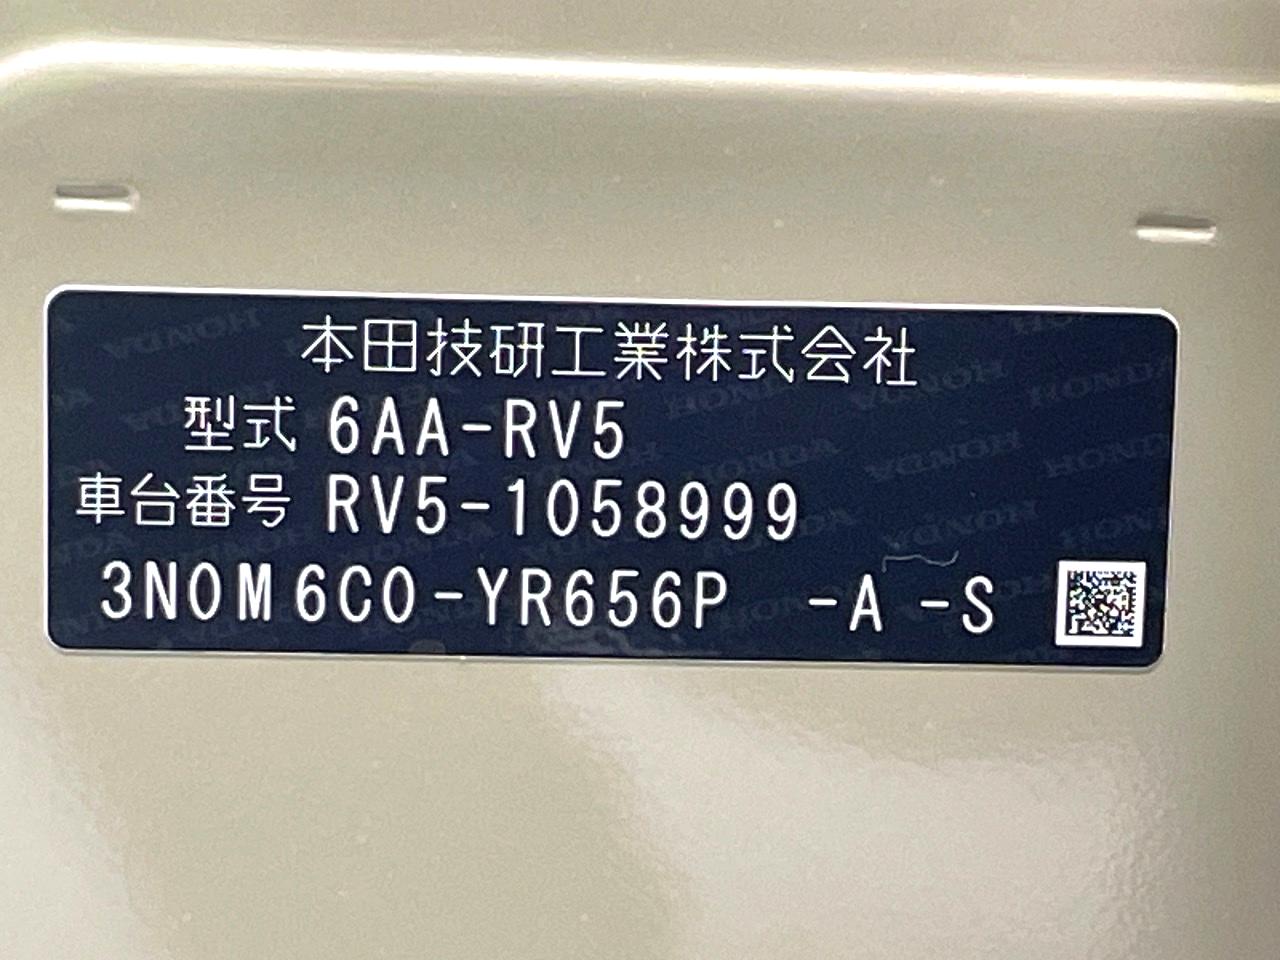 本田技研工業株式会社
型式 6AA-RV5
車台番号 RV5-1058999
3N0M6C0-YR656P -A -S